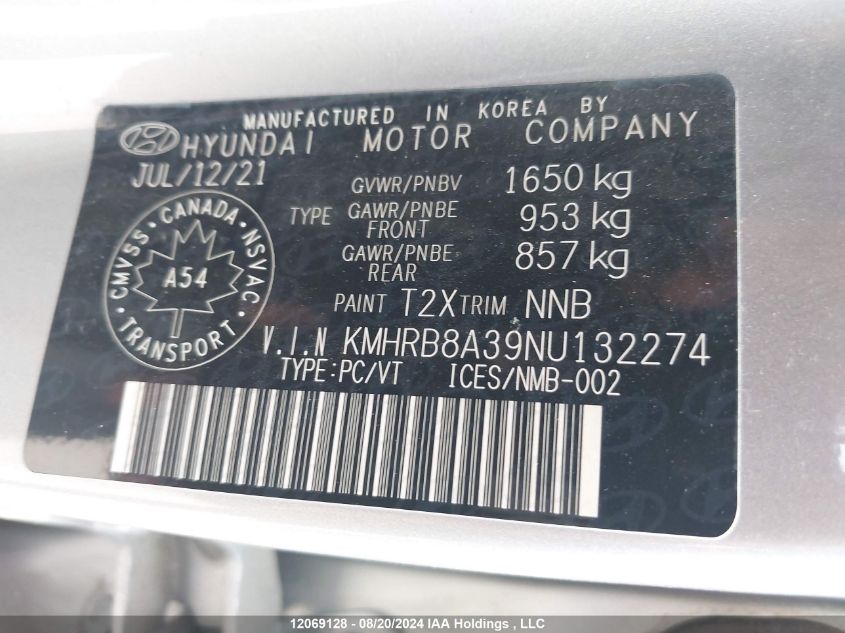 MANUFACTURED IN KOREA BY
HYUNDAI MOTOR COMPANY
JUL/12/21
GVWR/PNBV 1650 kg
TYPE GAWR/PNBE FRONT 953 kg
GAWR/PNBE REAR 857 kg
CMVSS · CANADA · NSVAC
A54
TRANSPORT
PAINT T2X TRIM NNB
V.I.N KMHRB8A39NU132274
TYPE:PC/VT ICES/NMB-002
12069128 - 08/20/2024 IAA Holdings , LLC